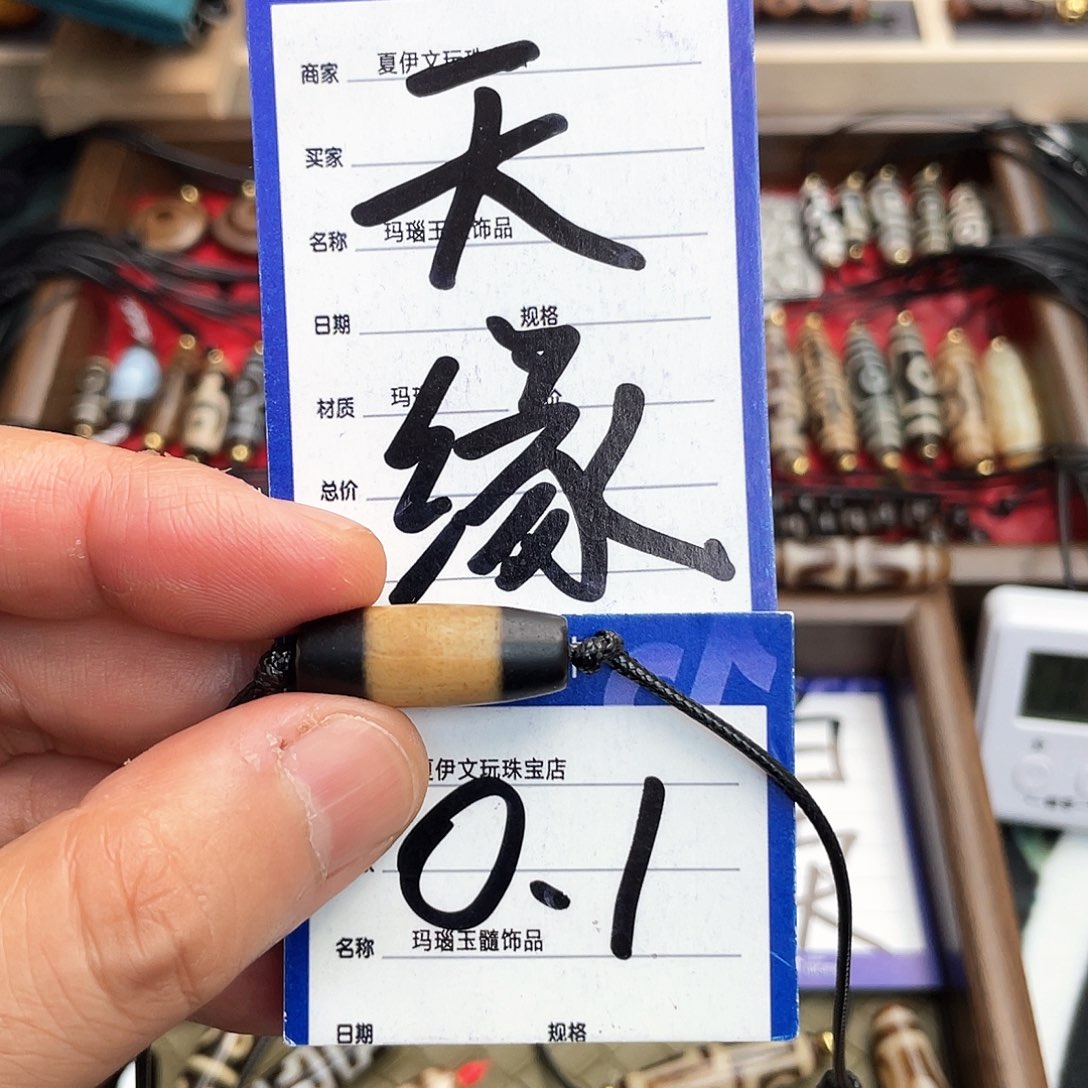 商家 夏伊文玩珠
天
买家
名称 玛瑙玉 饰品
日期 规格
缘
材质 玛
总价
夏伊文玩珠宝店
0.1
名称 玛瑙玉髓饰品
日期 规格